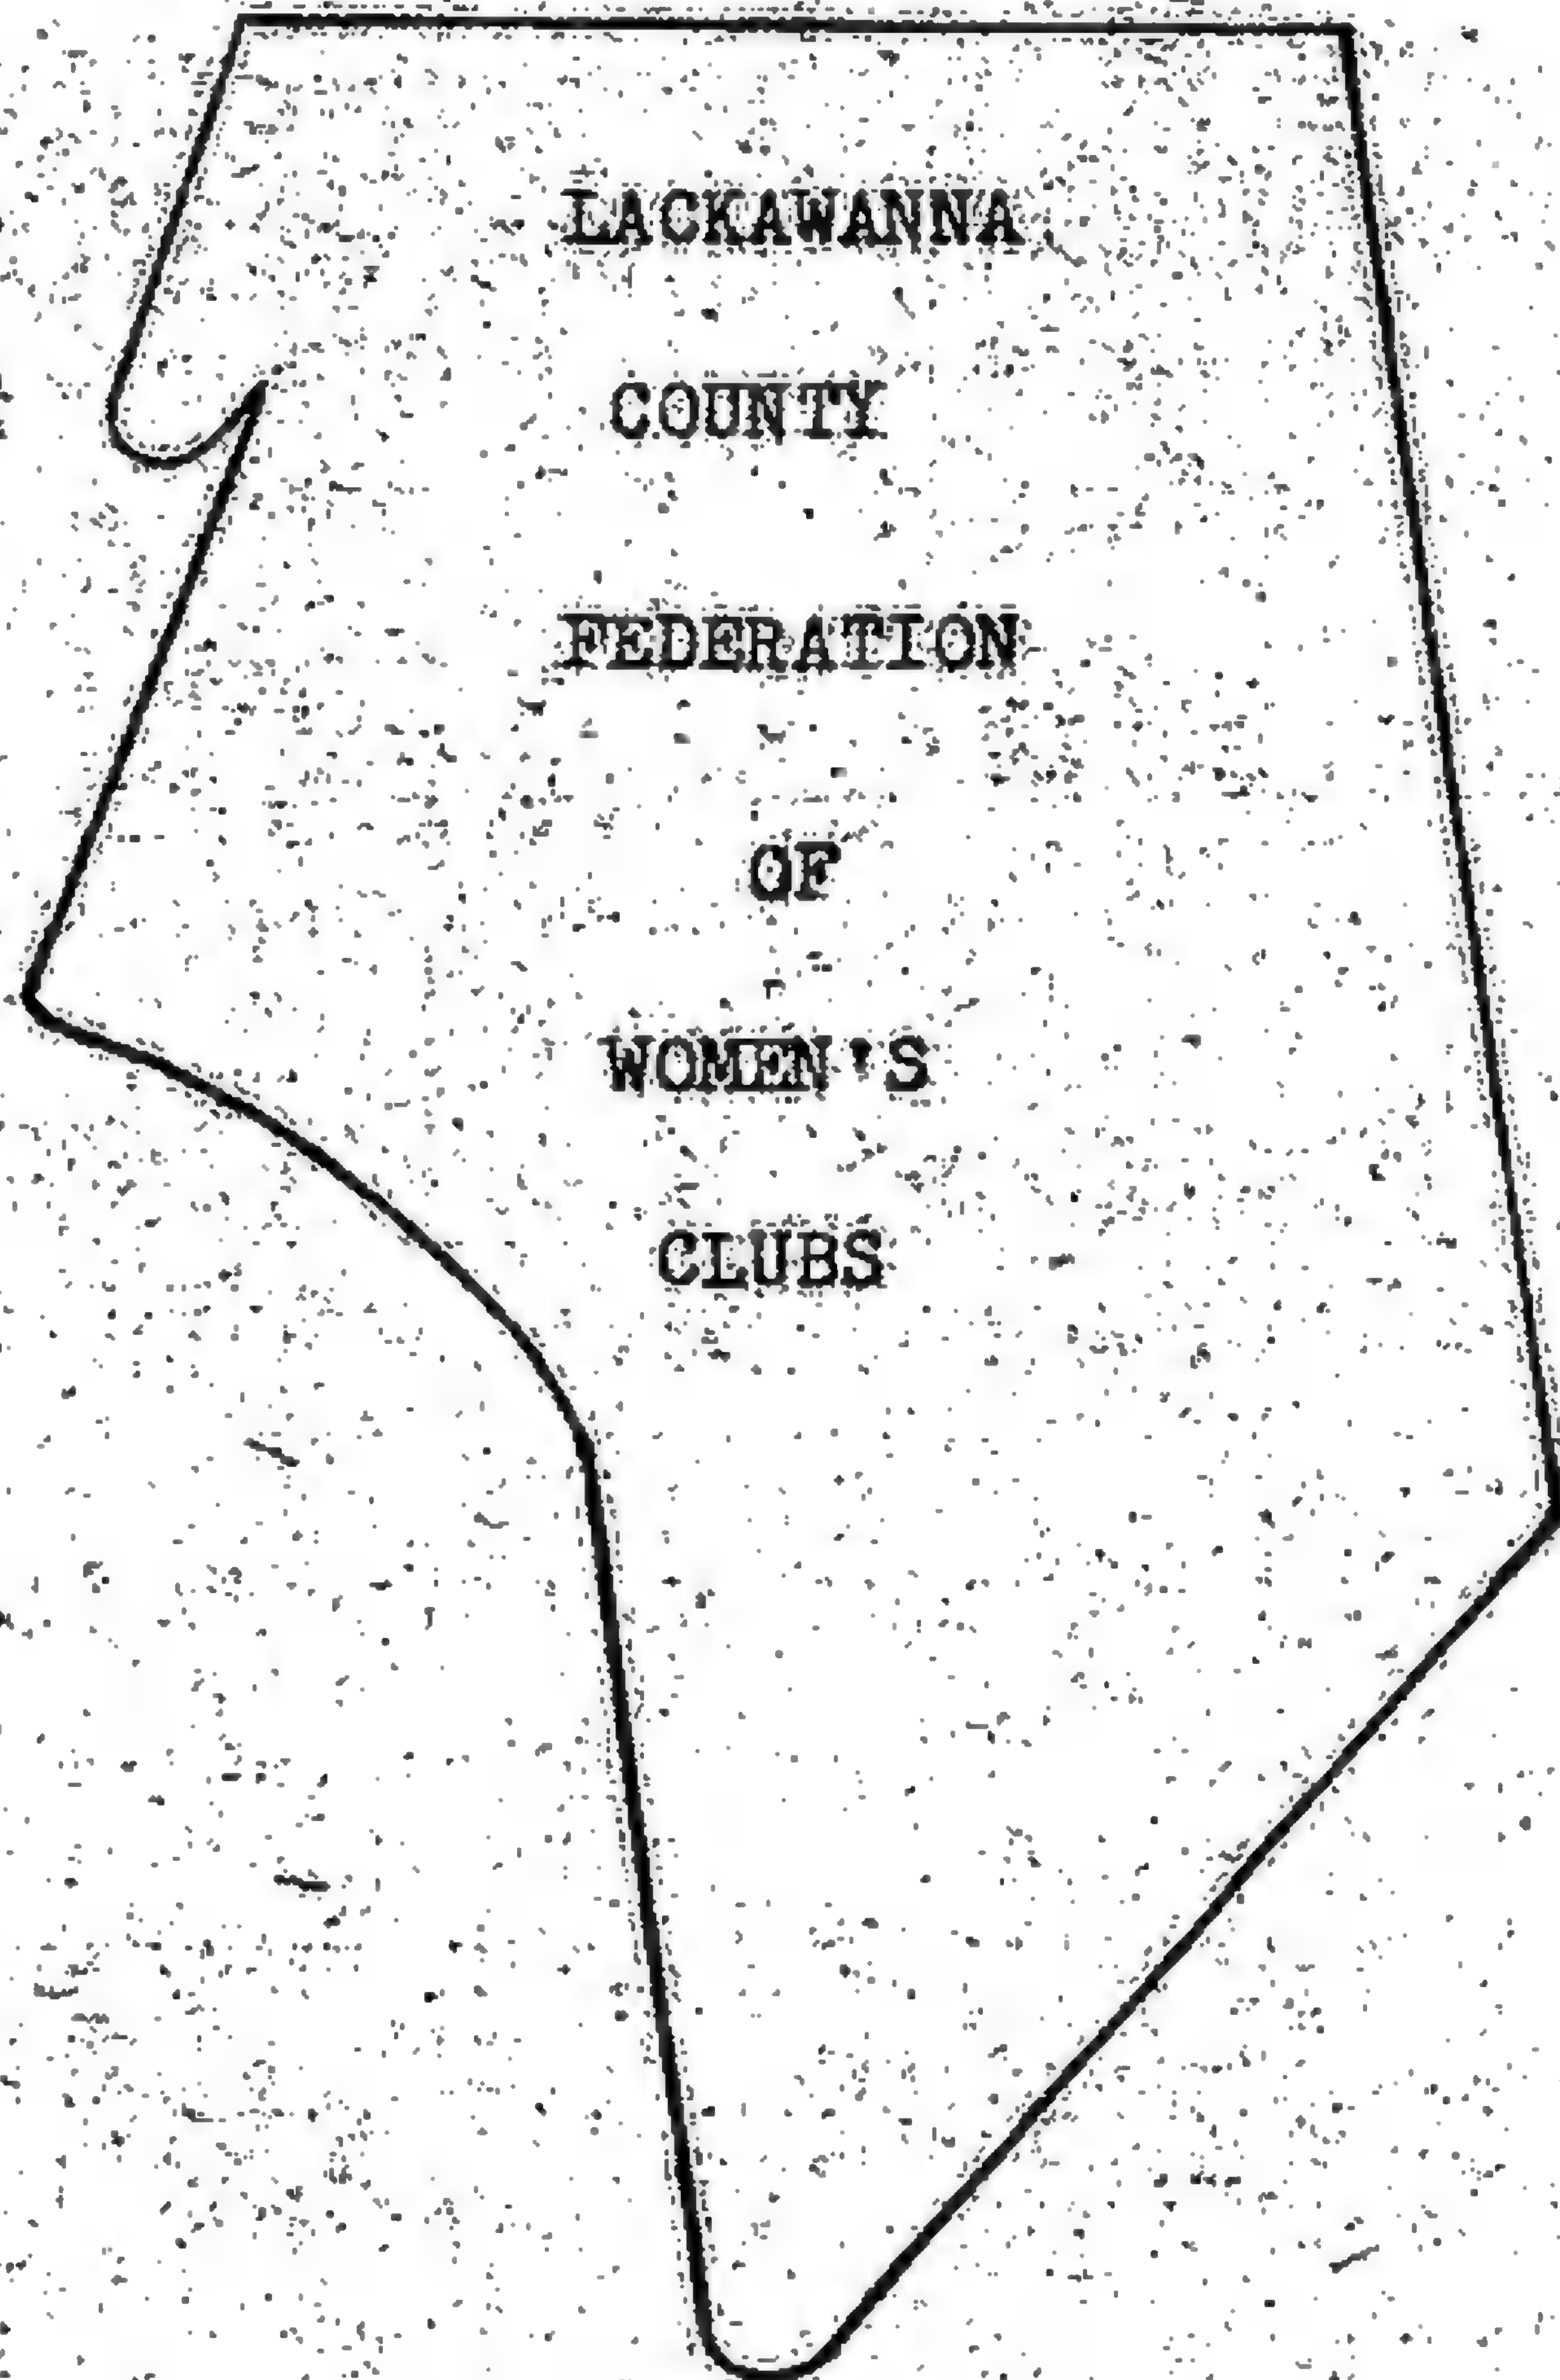 LACKAWANNA
COUNTY
FEDERATION
OF
WOMEN'S
CLUBS